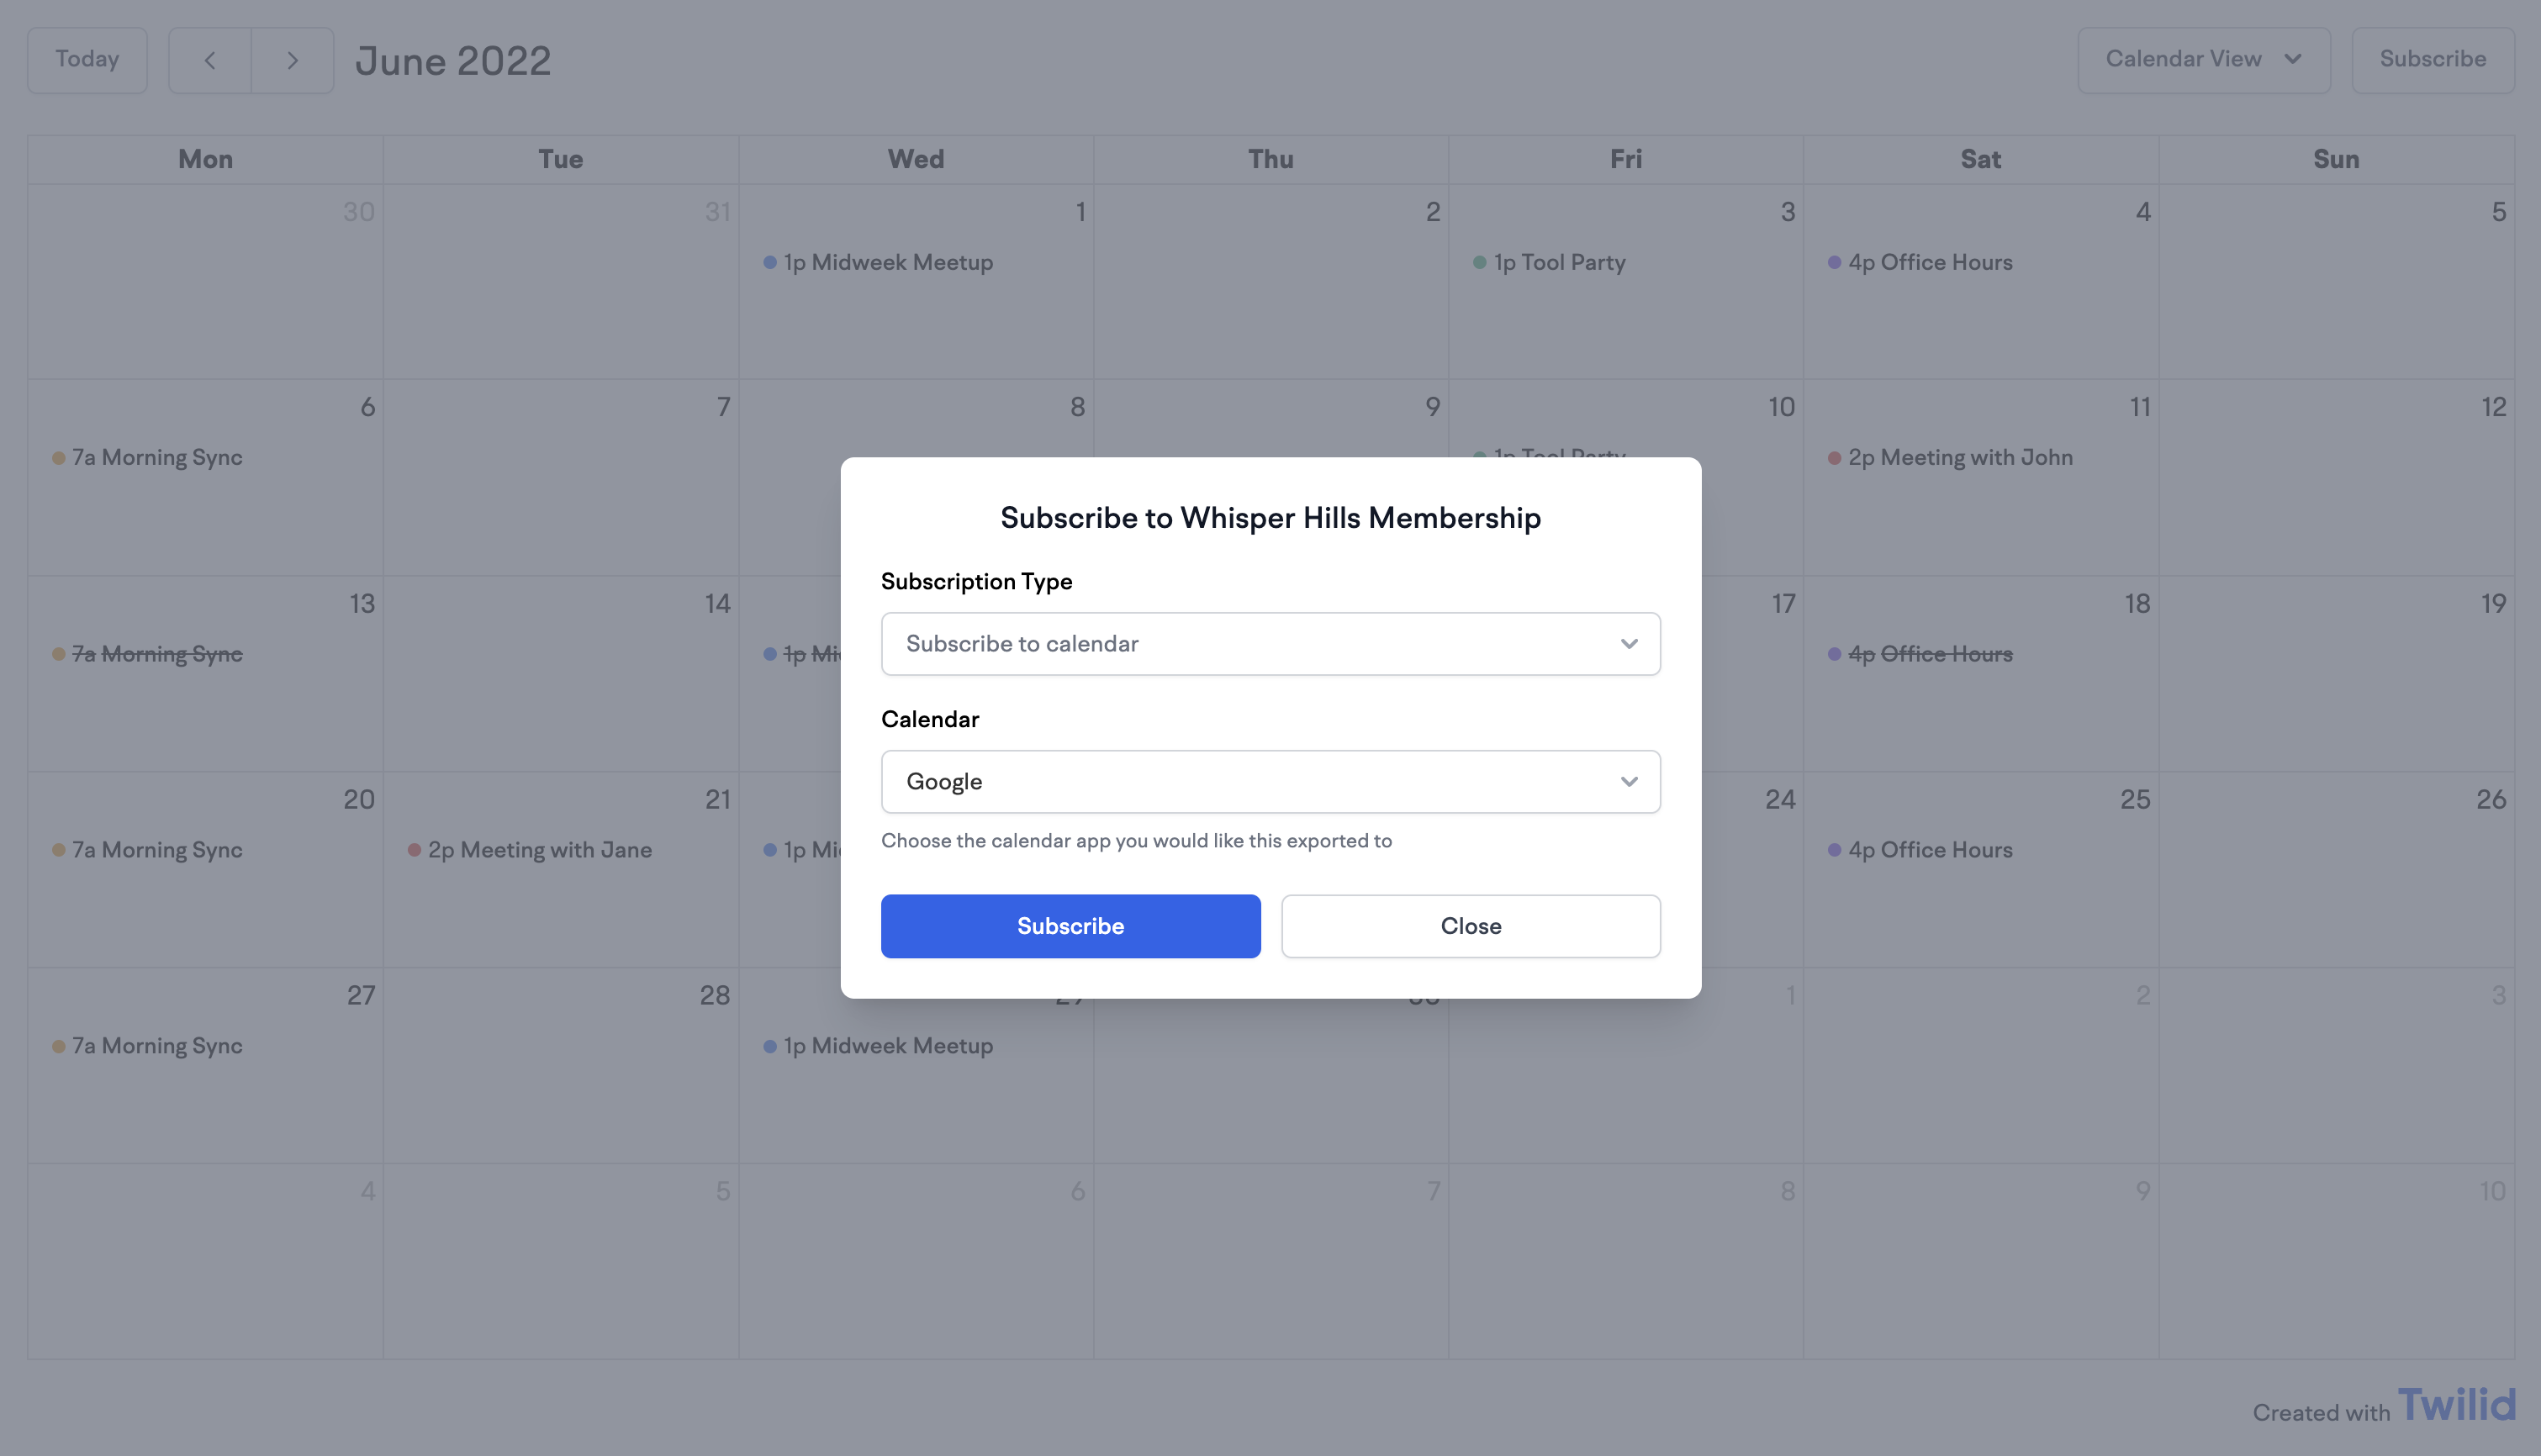 Today
June 2022
Calendar View
Subscribe
Mon Tue Wed Thu Fri Sat Sun
30 31 1 2 3 4 5
1p Midweek Meetup
1p Tool Party
4p Office Hours
6 7 8 9 10 11 12
7a Morning Sync
1p Tool Party
2p Meeting with John
Subscribe to Whisper Hills Membership
Subscription Type
Subscribe to calendar
Calendar
Google
Choose the calendar app you would like this exported to
Subscribe
Close
13 14 17 18 19
7a Morning Sync
1p
4p Office Hours
20 21 24 25 26
7a Morning Sync
2p Meeting with Jane
1p
4p Office Hours
27 28 1 2 3
7a Morning Sync
1p Midweek Meetup
4 5 6 7 8 9 10
Created with Twilid